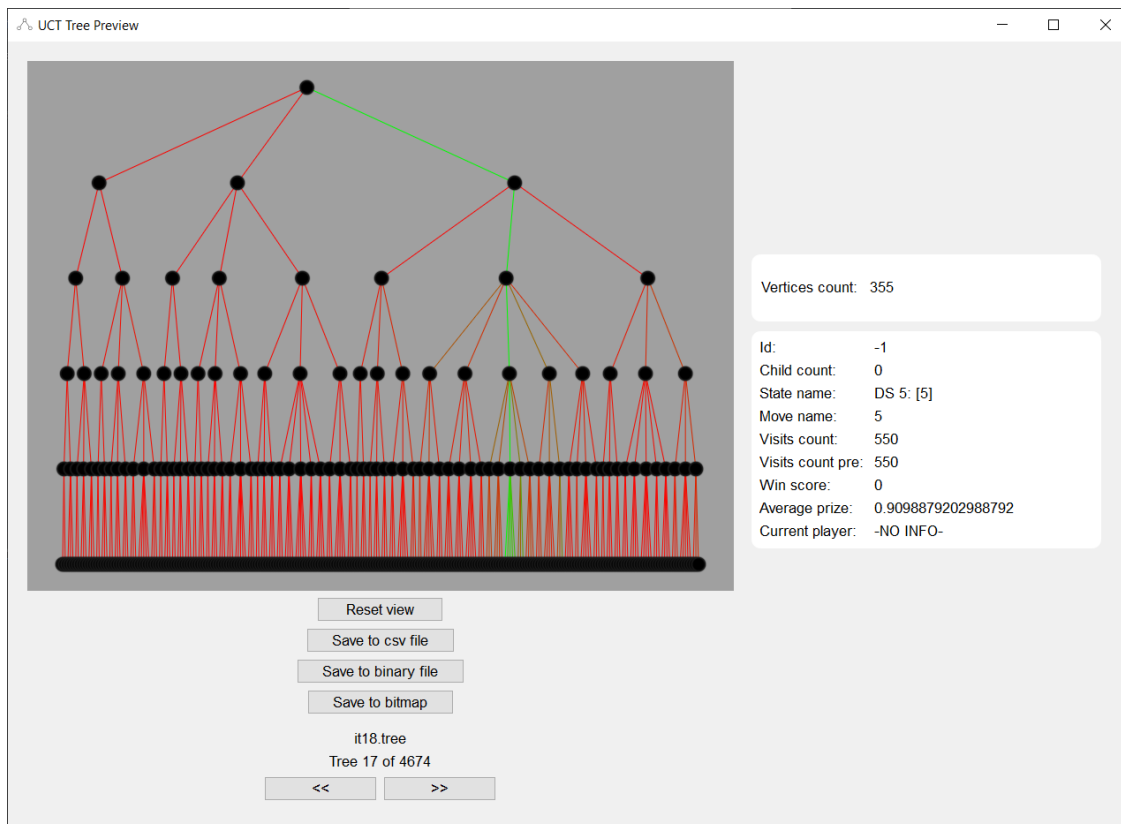 UCT Tree Preview
Vertices count: 355
Id: -1
Child count: 0
State name: DS 5: [5]
Move name: 5
Visits count: 550
Visits count pre: 550
Win score: 0
Average prize: 0.9098879202988792
Current player: -NO INFO-
Reset view
Save to csv file
Save to binary file
Save to bitmap
it18.tree
Tree 17 of 4674
<< >>